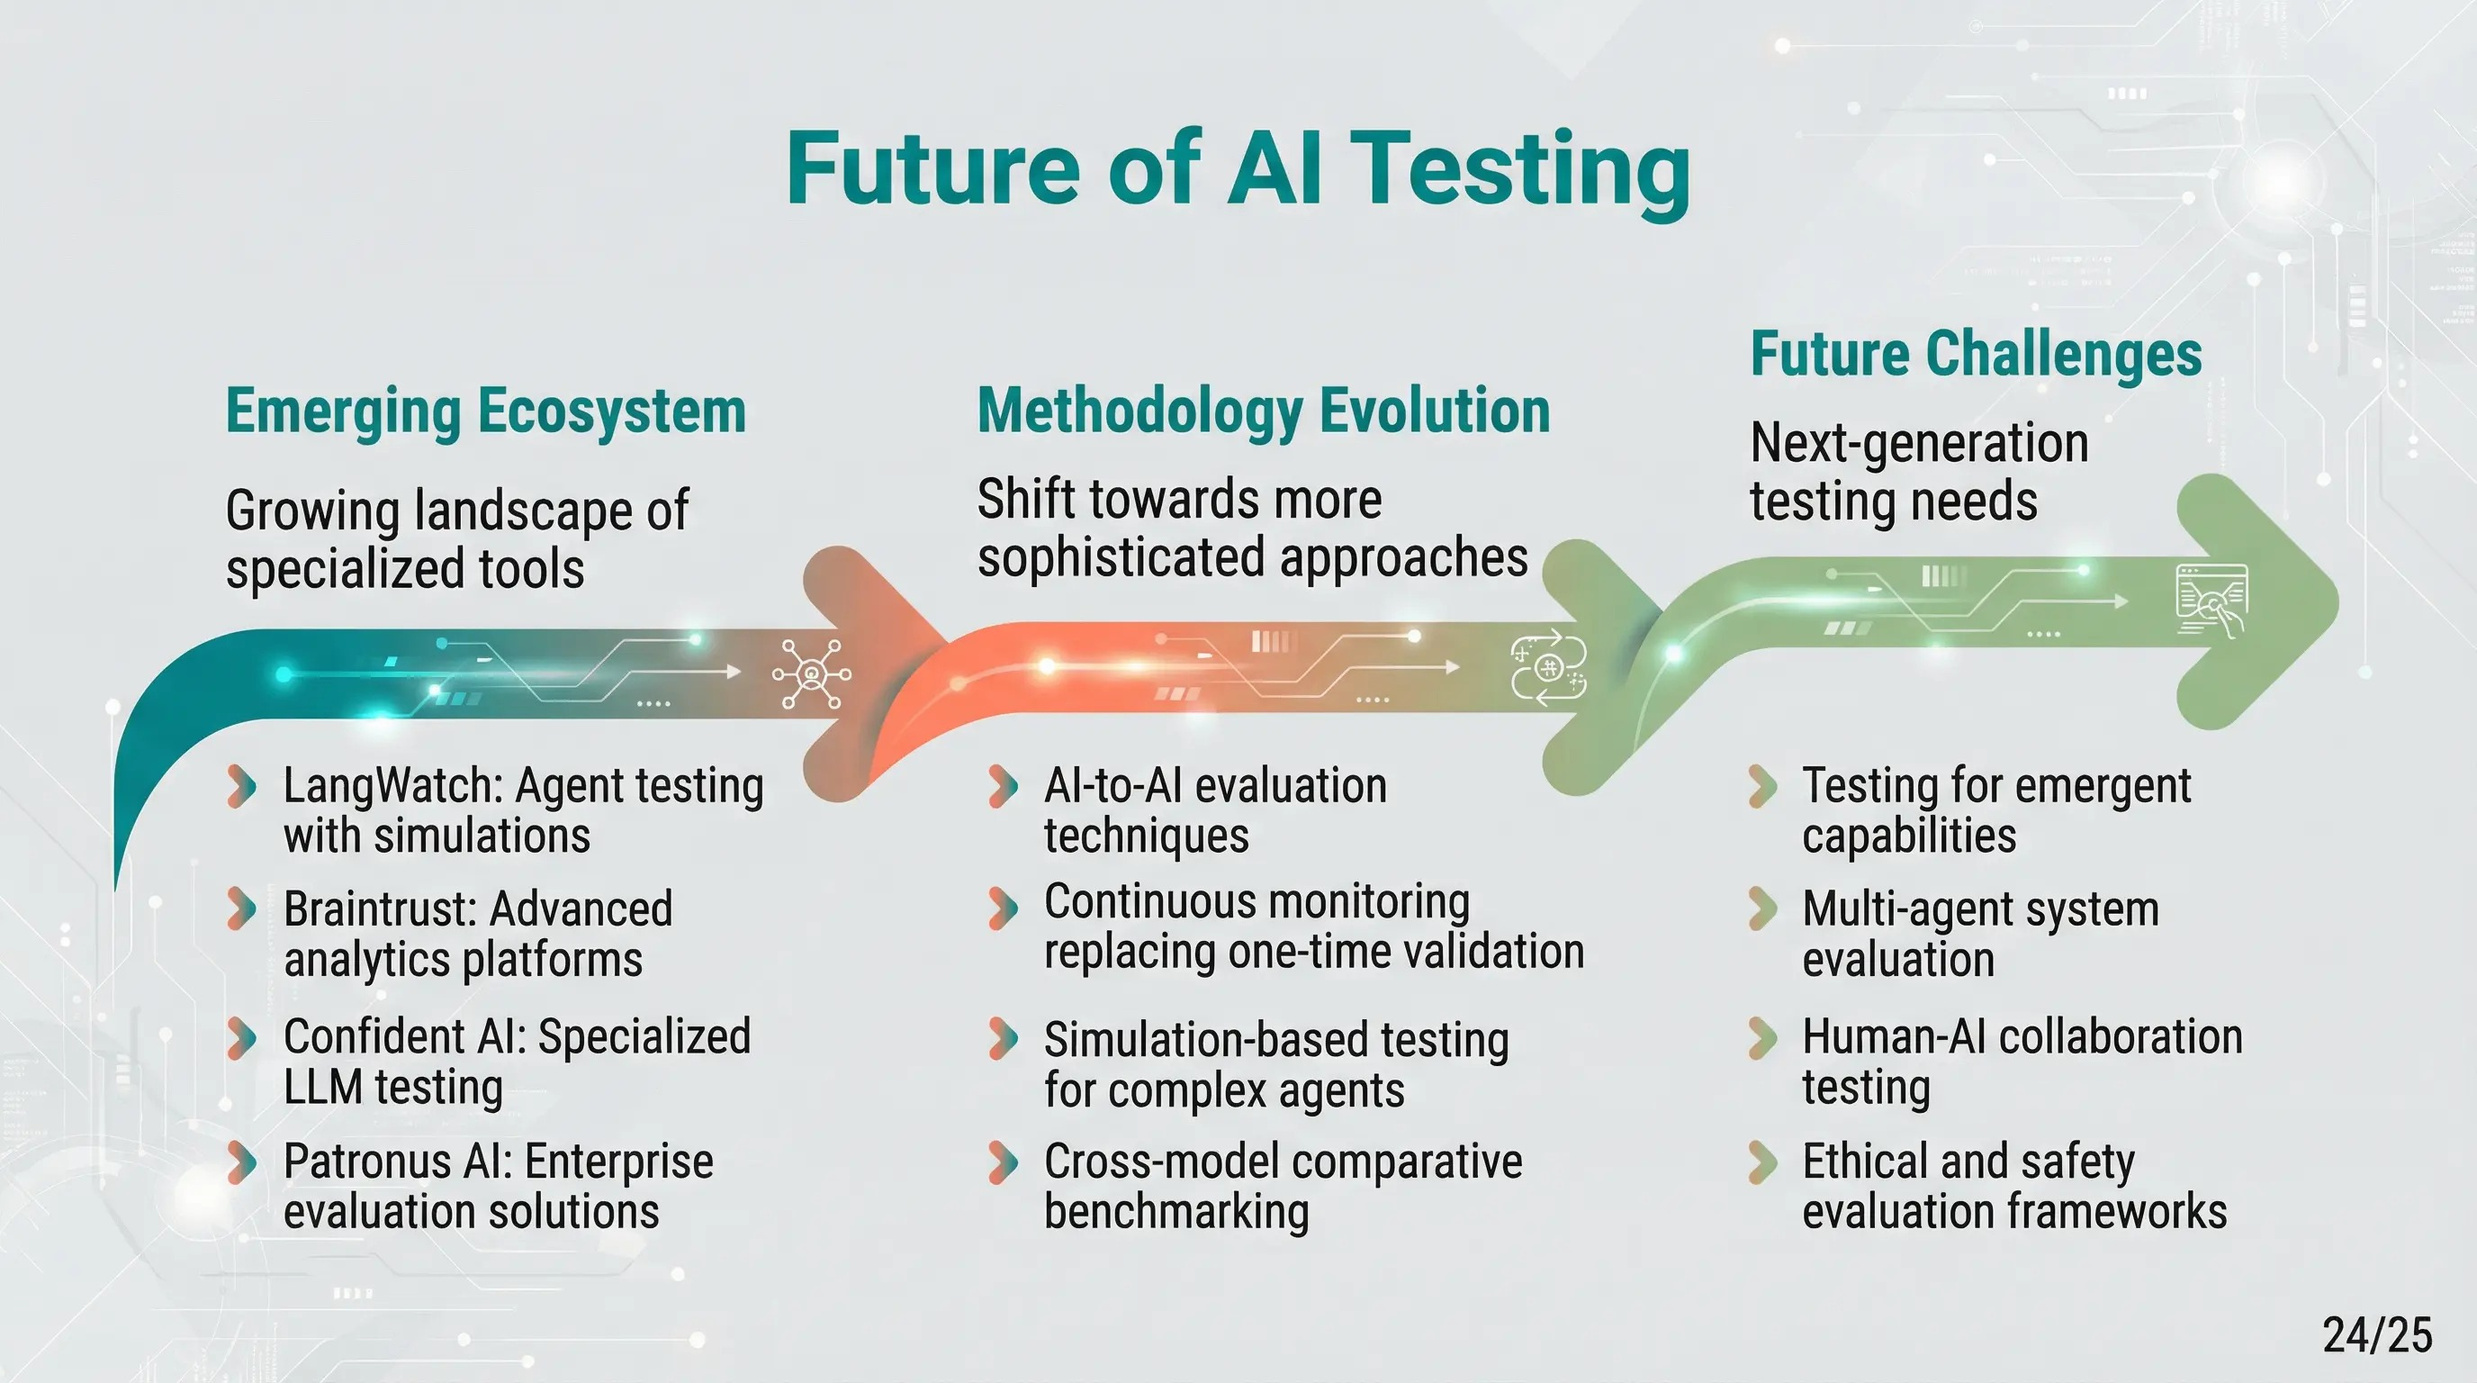 Future of AI Testing
Emerging Ecosystem
Growing landscape of
specialized tools
LangWatch: Agent testing
with simulations
Braintrust: Advanced
analytics platforms
Confident AI: Specialized
LLM testing
Patronus AI: Enterprise
evaluation solutions
Methodology Evolution
Shift towards more
sophisticated approaches
AI-to-AI evaluation
techniques
Continuous monitoring
replacing one-time validation
Simulation-based testing
for complex agents
Cross-model comparative
benchmarking
Future Challenges
Next-generation
testing needs
Testing for emergent
capabilities
Multi-agent system
evaluation
Human-AI collaboration
testing
Ethical and safety
evaluation frameworks
24/25